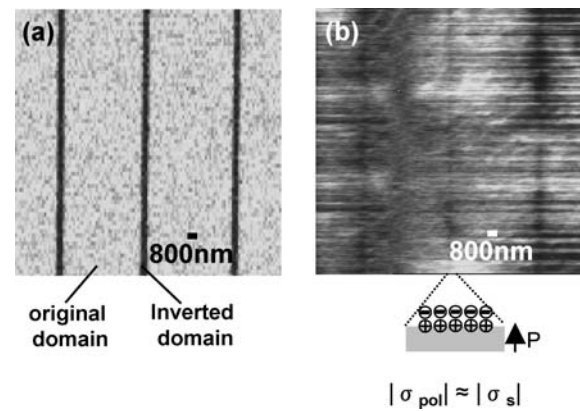 (a)
(b)
800nm
800nm
original
domain
Inverted
domain
P
|σ pol| ≈ |σ s|